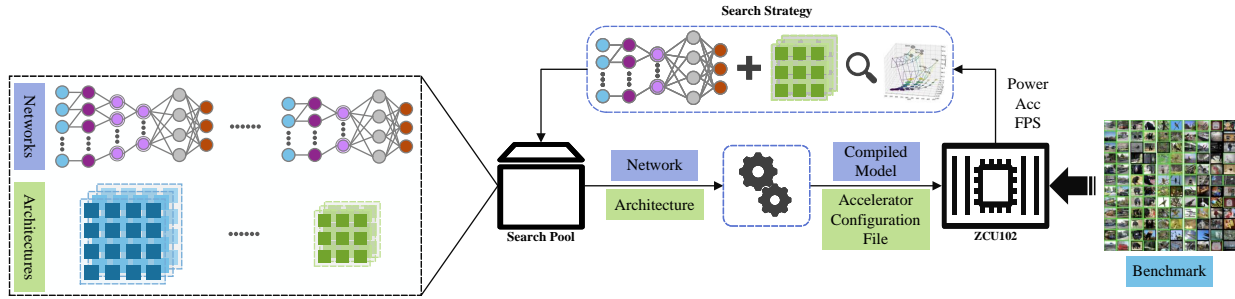 Search Strategy
Networks
Architectures
Search Pool
Network
Architecture
Compiled
Model
Accelerator
Configuration
File
Power
Acc
FPS
ZCU102
Benchmark